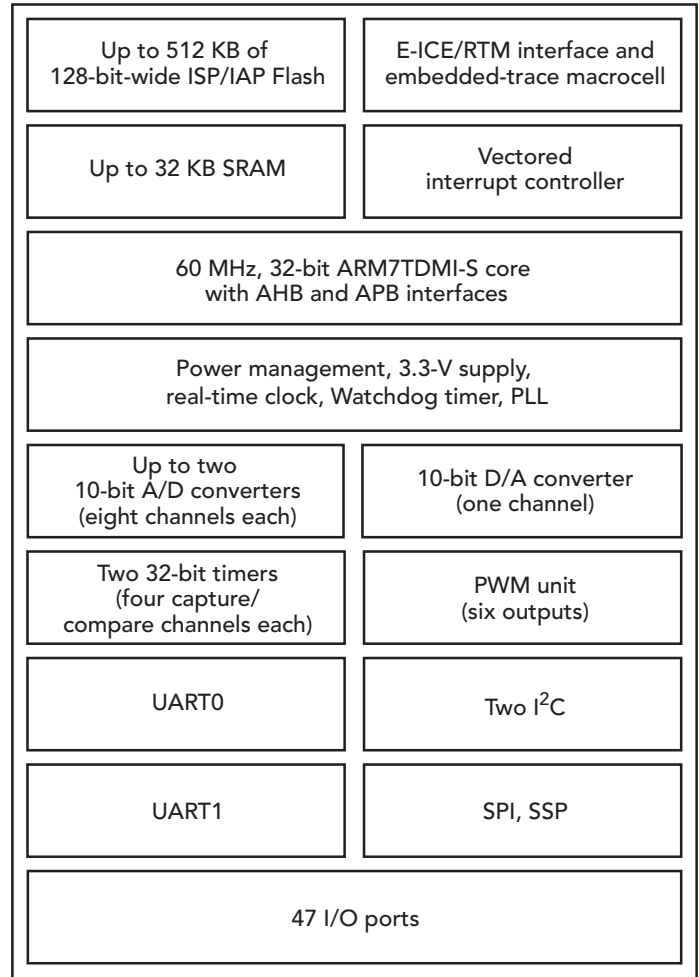 Up to 512 KB of
128-bit-wide ISP/IAP Flash
E-ICE/RTM interface and
embedded-trace macrocell
Up to 32 KB SRAM
Vectored
interrupt controller
60 MHz, 32-bit ARM7TDMI-S core
with AHB and APB interfaces
Power management, 3.3-V supply,
real-time clock, Watchdog timer, PLL
Up to two
10-bit A/D converters
(eight channels each)
10-bit D/A converter
(one channel)
Two 32-bit timers
(four capture/
compare channels each)
PWM unit
(six outputs)
UART0
Two I²C
UART1
SPI, SSP
47 I/O ports